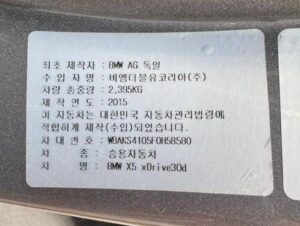 최초 제작자 : BMW AG 독일
수 입 자 명 : 비엠더블유코리아(주)
차량 총중량 : 2,395KG
제 작 연 도 : 2015
이 자동차는 대한민국 자동차관리법령에
적합하게 제작(수입)되었습니다.
차 대 번 호 : WBAKS4105F0H58580
차 종 : 승용자동차
차 명 : BMW X5 xDrive30d